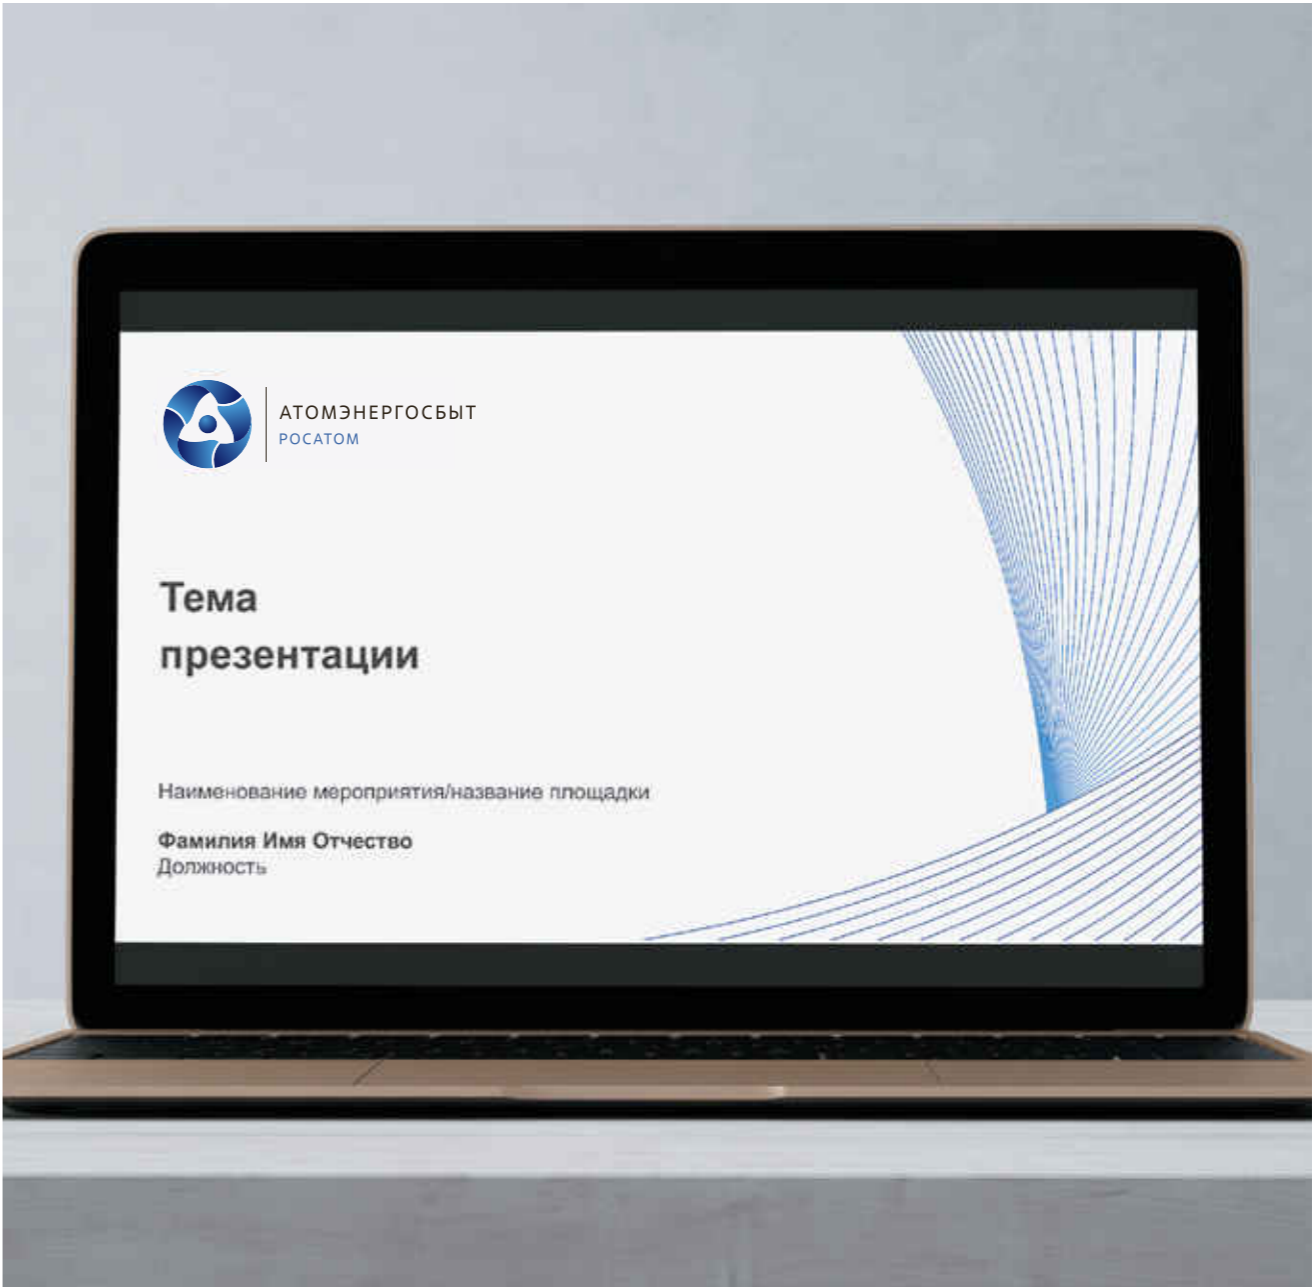 АТОМЭНЕРГОСБЫТ
РОСАТОМ
Тема
презентации
Наименование мероприятия/название площадки
Фамилия Имя Отчество
Должность